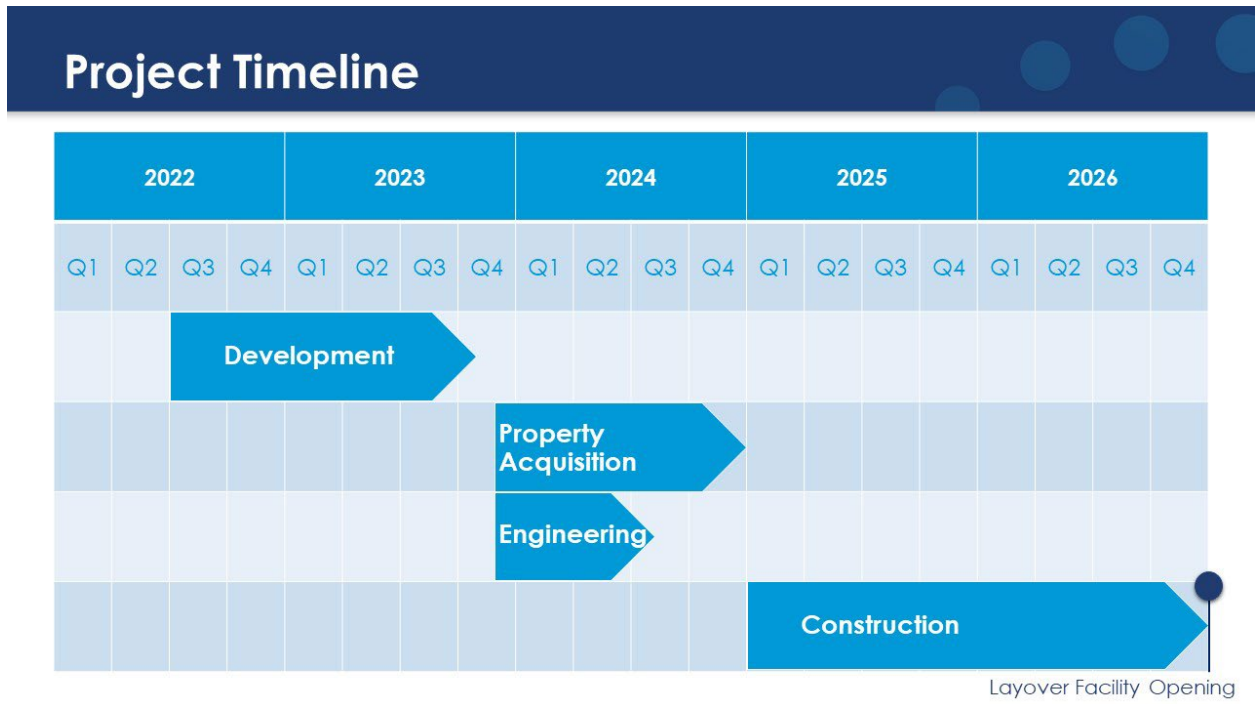 Project Timeline
2022 2023 2024 2025 2026
Q1 Q2 Q3 Q4 Q1 Q2 Q3 Q4 Q1 Q2 Q3 Q4 Q1 Q2 Q3 Q4 Q1 Q2 Q3 Q4
Development
Property
Acquisition
Engineering
Construction
Layover Facility Opening